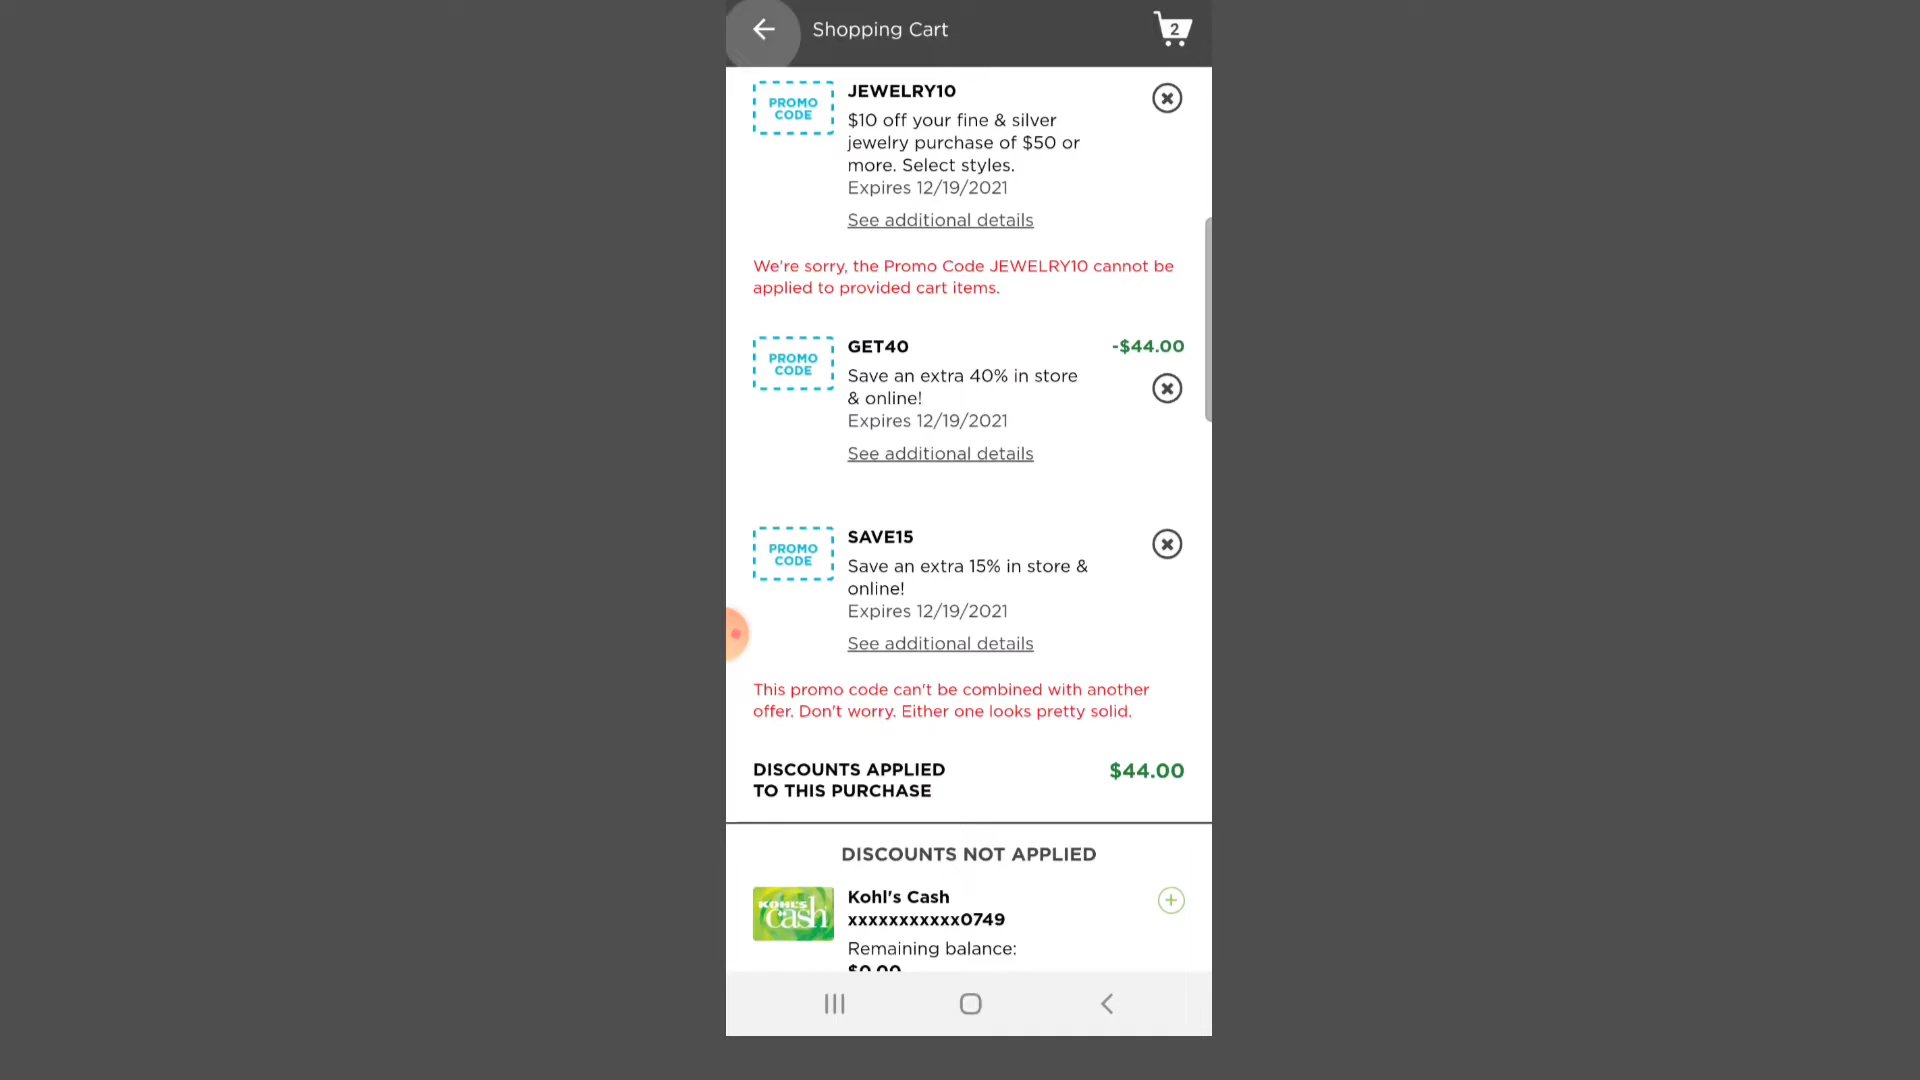 Shopping Cart
2
PROMO
CODE
JEWELRY10
$10 off your fine & silver
jewelry purchase of $50 or
more. Select styles.
Expires 12/19/2021
See additional details
We're sorry, the Promo Code JEWELRY10 cannot be
applied to provided cart items.
PROMO
CODE
GET40
-$44.00
Save an extra 40% in store
& online!
Expires 12/19/2021
See additional details
PROMO
CODE
SAVE15
Save an extra 15% in store &
online!
Expires 12/19/2021
See additional details
This promo code can't be combined with another
offer. Don't worry. Either one looks pretty solid.
DISCOUNTS APPLIED
TO THIS PURCHASE
$44.00
DISCOUNTS NOT APPLIED
KOHL'S
cash
Kohl's Cash
xxxxxxxxxxx0749
Remaining balance:
$0.00